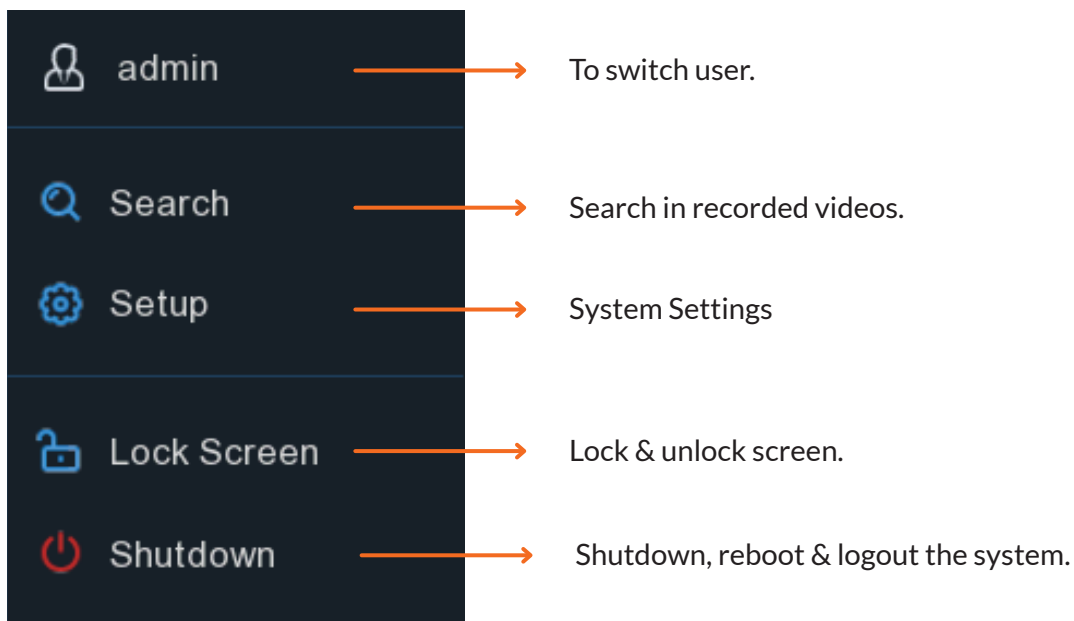 admin To switch user.
Search Search in recorded videos.
Setup System Settings
Lock Screen Lock & unlock screen.
Shutdown Shutdown, reboot & logout the system.